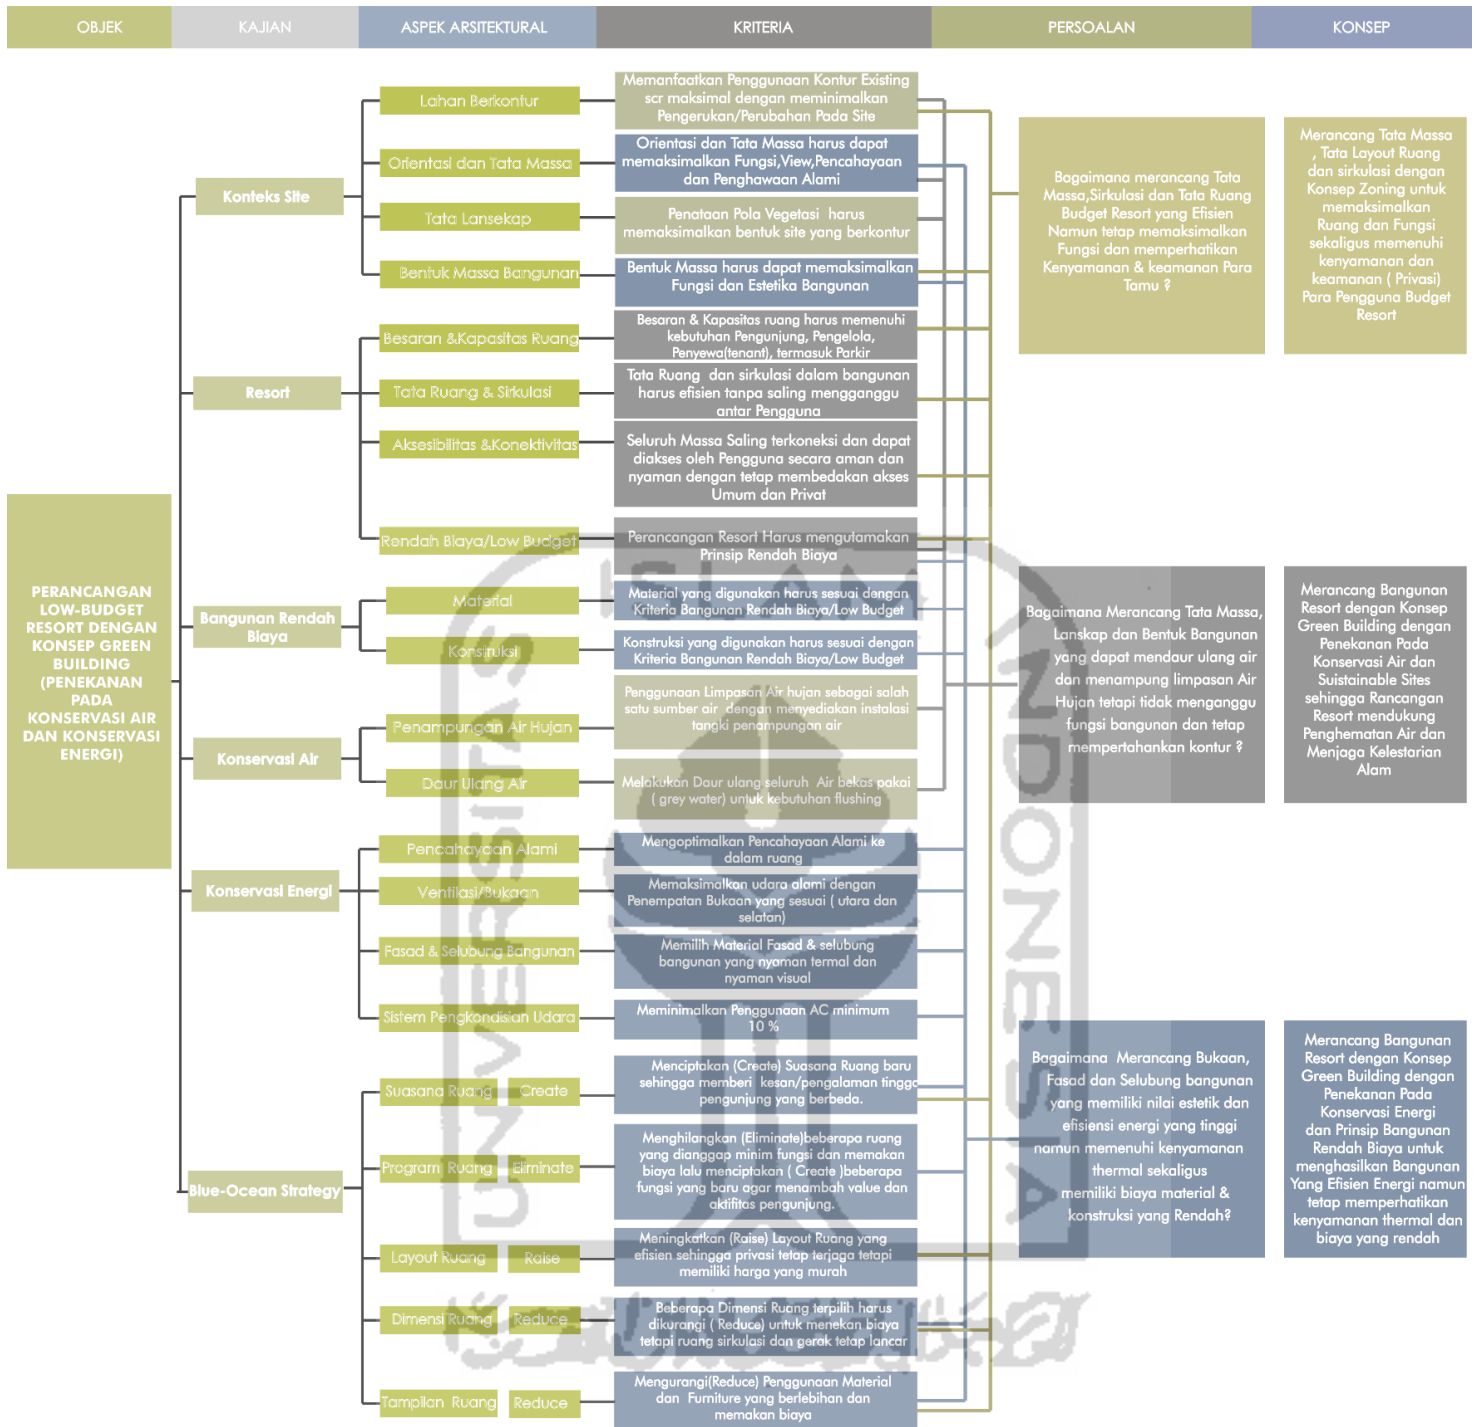 OBJEK
KAJIAN
ASPEK ARSITEKTURAL
KRITERIA
PERSOALAN
KONSEP
PERANCANGAN
LOW-BUDGET
RESORT DENGAN
KONSEP GREEN
BUILDING
(PENEKANAN
PADA
KONSERVASI AIR
DAN KONSERVASI
ENERGI)
Konteks Site
Lahan Berkontur
Memanfaatkan Penggunaan Kontur Existing
scr maksimal dengan meminimalkan
Pengerukan/Perubahan Pada Site
Orientasi dan Tata Massa
Orientasi dan Tata Massa harus dapat
memaksimalkan Fungsi,View,Pencahayaan
dan Penghawaan Alami
Tata Lansekap
Penataan Pola Vegetasi harus
memaksimalkan bentuk site yang berkontur
Bentuk Massa Bangunan
Bentuk Massa harus dapat memaksimalkan
Fungsi dan Estetika Bangunan
Resort
Besaran &Kapasitas Ruang
Besaran & Kapasitas ruang harus memenuhi
kebutuhan Pengunjung, Pengelola,
Penyewa(tenant), termasuk Parkir
Tata Ruang & Sirkulasi
Tata Ruang dan sirkulasi dalam bangunan
harus efisien tanpa saling mengganggu
antar Pengguna
Aksesibilitas &Konektivitas
Seluruh Massa Saling terkoneksi dan dapat
diakses oleh Pengguna secara aman dan
nyaman dengan tetap membedakan akses
Umum dan Privat
Rendah Biaya/Low Budget
Perancangan Resort Harus mengutamakan
Prinsip Rendah Biaya
Bangunan Rendah
Biaya
Material
Material yang digunakan harus sesuai dengan
Kriteria Bangunan Rendah Biaya/Low Budget
Konstruksi
Konstruksi yang digunakan harus sesuai dengan
Kriteria Bangunan Rendah Biaya/Low Budget
Konservasi Air
Penampungan Air Hujan
Penggunaan Limpasan Air hujan sebagai salah
satu sumber air dengan menyediakan instalasi
tangki penampungan air
Daur Ulang Air
Melakukan Daur ulang seluruh Air bekas pakai
( grey water) untuk kebutuhan flushing
Konservasi Energi
Pencahayaan Alami
Mengoptimalkan Pencahayaan Alami ke
dalam ruang
Ventilasi/Bukaan
Memaksimalkan udara alami dengan
Penempatan Bukaan yang sesuai ( utara dan
selatan)
Fasad & Selubung Bangunan
Memilih Material Fasad & selubung
bangunan yang nyaman termal dan
nyaman visual
Sistem Pengkondisian Udara
Meminimalkan Penggunaan AC minimum
10 %
Blue-Ocean Strategy
Suasana Ruang
Create
Menciptakan (Create) Suasana Ruang baru
sehingga memberi kesan/pengalaman tingga
pengunjung yang berbeda.
Program Ruang
Eliminate
Menghilangkan (Eliminate)beberapa ruang
yang dianggap minim fungsi dan memakan
biaya lalu menciptakan ( Create )beberapa
fungsi yang baru agar menambah value dan
aktifitas pengunjung.
Layout Ruang
Raise
Meningkatkan (Raise) Layout Ruang yang
efisien sehingga privasi tetap terjaga tetapi
memiliki harga yang murah
Dimensi Ruang
Reduce
Beberapa Dimensi Ruang terpilih harus
dikurangi ( Reduce) untuk menekan biaya
tetapi ruang sirkulasi dan gerak tetap lancar
Tampilan Ruang
Reduce
Mengurangi(Reduce) Penggunaan Material
dan Furniture yang berlebihan dan
memakan biaya
Bagaimana merancang Tata
Massa,Sirkulasi dan Tata Ruang
Budget Resort yang Efisien
Namun tetap memaksimalkan
Fungsi dan memperhatikan
Kenyamanan & keamanan Para
Tamu ?
Merancang Tata Massa
, Tata Layout Ruang
dan sirkulasi dengan
Konsep Zoning untuk
memaksimalkan
Ruang dan Fungsi
sekaligus memenuhi
kenyamanan dan
keamanan ( Privasi)
Para Pengguna Budget
Resort
Bagaimana Merancang Tata Massa,
Lanskap dan Bentuk Bangunan
yang dapat mendaur ulang air
dan menampung limpasan Air
Hujan tetapi tidak menganggu
fungsi bangunan dan tetap
mempertahankan kontur ?
Merancang Bangunan
Resort dengan Konsep
Green Building dengan
Penekanan Pada
Konservasi Air dan
Suistainable Sites
sehingga Rancangan
Resort mendukung
Penghematan Air dan
Menjaga Kelestarian
Alam
Bagaimana Merancang Bukaan,
Fasad dan Selubung bangunan
yang memiliki nilai estetik dan
efisiensi energi yang tinggi
namun memenuhi kenyamanan
thermal sekaligus
memiliki biaya material &
konstruksi yang Rendah?
Merancang Bangunan
Resort dengan Konsep
Green Building dengan
Penekanan Pada
Konservasi Energi
dan Prinsip Bangunan
Rendah Biaya untuk
menghasilkan Bangunan
Yang Efisien Energi namun
tetap memperhatikan
kenyamanan thermal dan
biaya yang rendah
UNIVERSITAS
ISLAM
INDONESIA